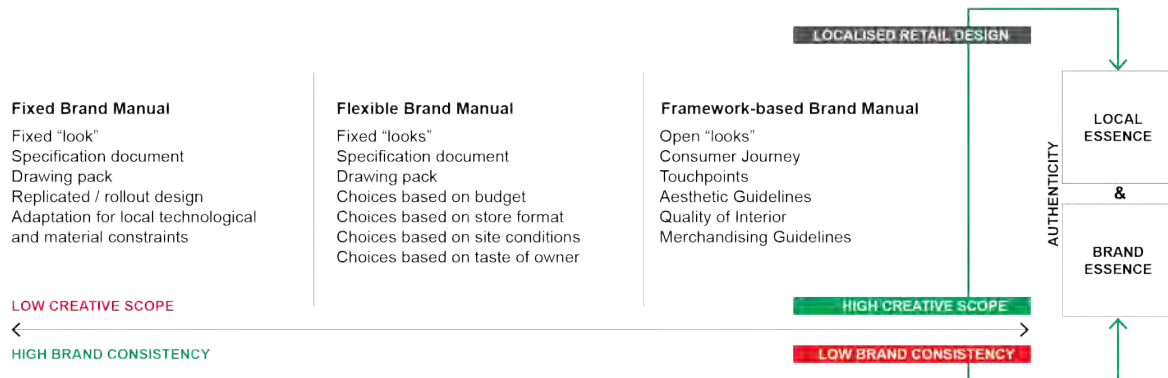 LOCALISED RETAIL DESIGN
Fixed Brand Manual
Fixed “look”
Specification document
Drawing pack
Replicated / rollout design
Adaptation for local technological
and material constraints
Flexible Brand Manual
Fixed “looks”
Specification document
Drawing pack
Choices based on budget
Choices based on store format
Choices based on site conditions
Choices based on taste of owner
Framework-based Brand Manual
Open “looks”
Consumer Journey
Touchpoints
Aesthetic Guidelines
Quality of Interior
Merchandising Guidelines
AUTHENTICITY
LOCAL
ESSENCE
&
BRAND
ESSENCE
LOW CREATIVE SCOPE
HIGH CREATIVE SCOPE
HIGH BRAND CONSISTENCY
LOW BRAND CONSISTENCY